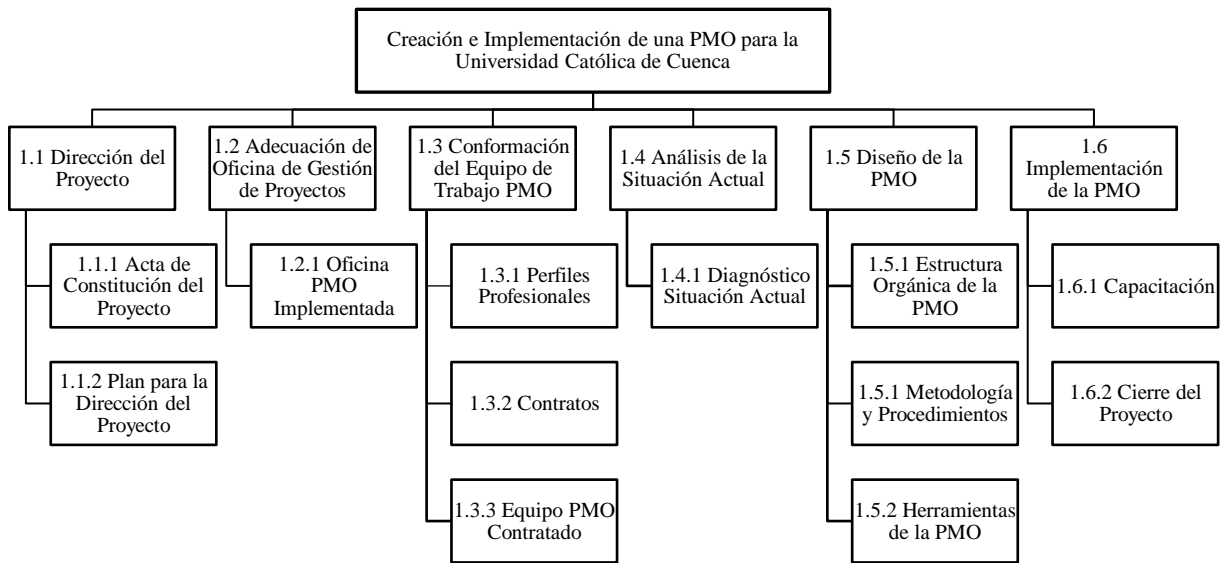 Creación e Implementación de una PMO para la
Universidad Católica de Cuenca
1.1 Dirección del
Proyecto
1.2 Adecuación de
Oficina de Gestión
de Proyectos
1.3 Conformación
del Equipo de
Trabajo PMO
1.4 Análisis de la
Situación Actual
1.5 Diseño de la
PMO
1.6
Implementación
de la PMO
1.1.1 Acta de
Constitución del
Proyecto
1.2.1 Oficina
PMO
Implementada
1.3.1 Perfiles
Profesionales
1.4.1 Diagnóstico
Situación Actual
1.5.1 Estructura
Orgánica de la
PMO
1.6.1 Capacitación
1.1.2 Plan para la
Dirección del
Proyecto
1.3.2 Contratos
1.5.1 Metodología
y Procedimientos
1.6.2 Cierre del
Proyecto
1.3.3 Equipo PMO
Contratado
1.5.2 Herramientas
de la PMO